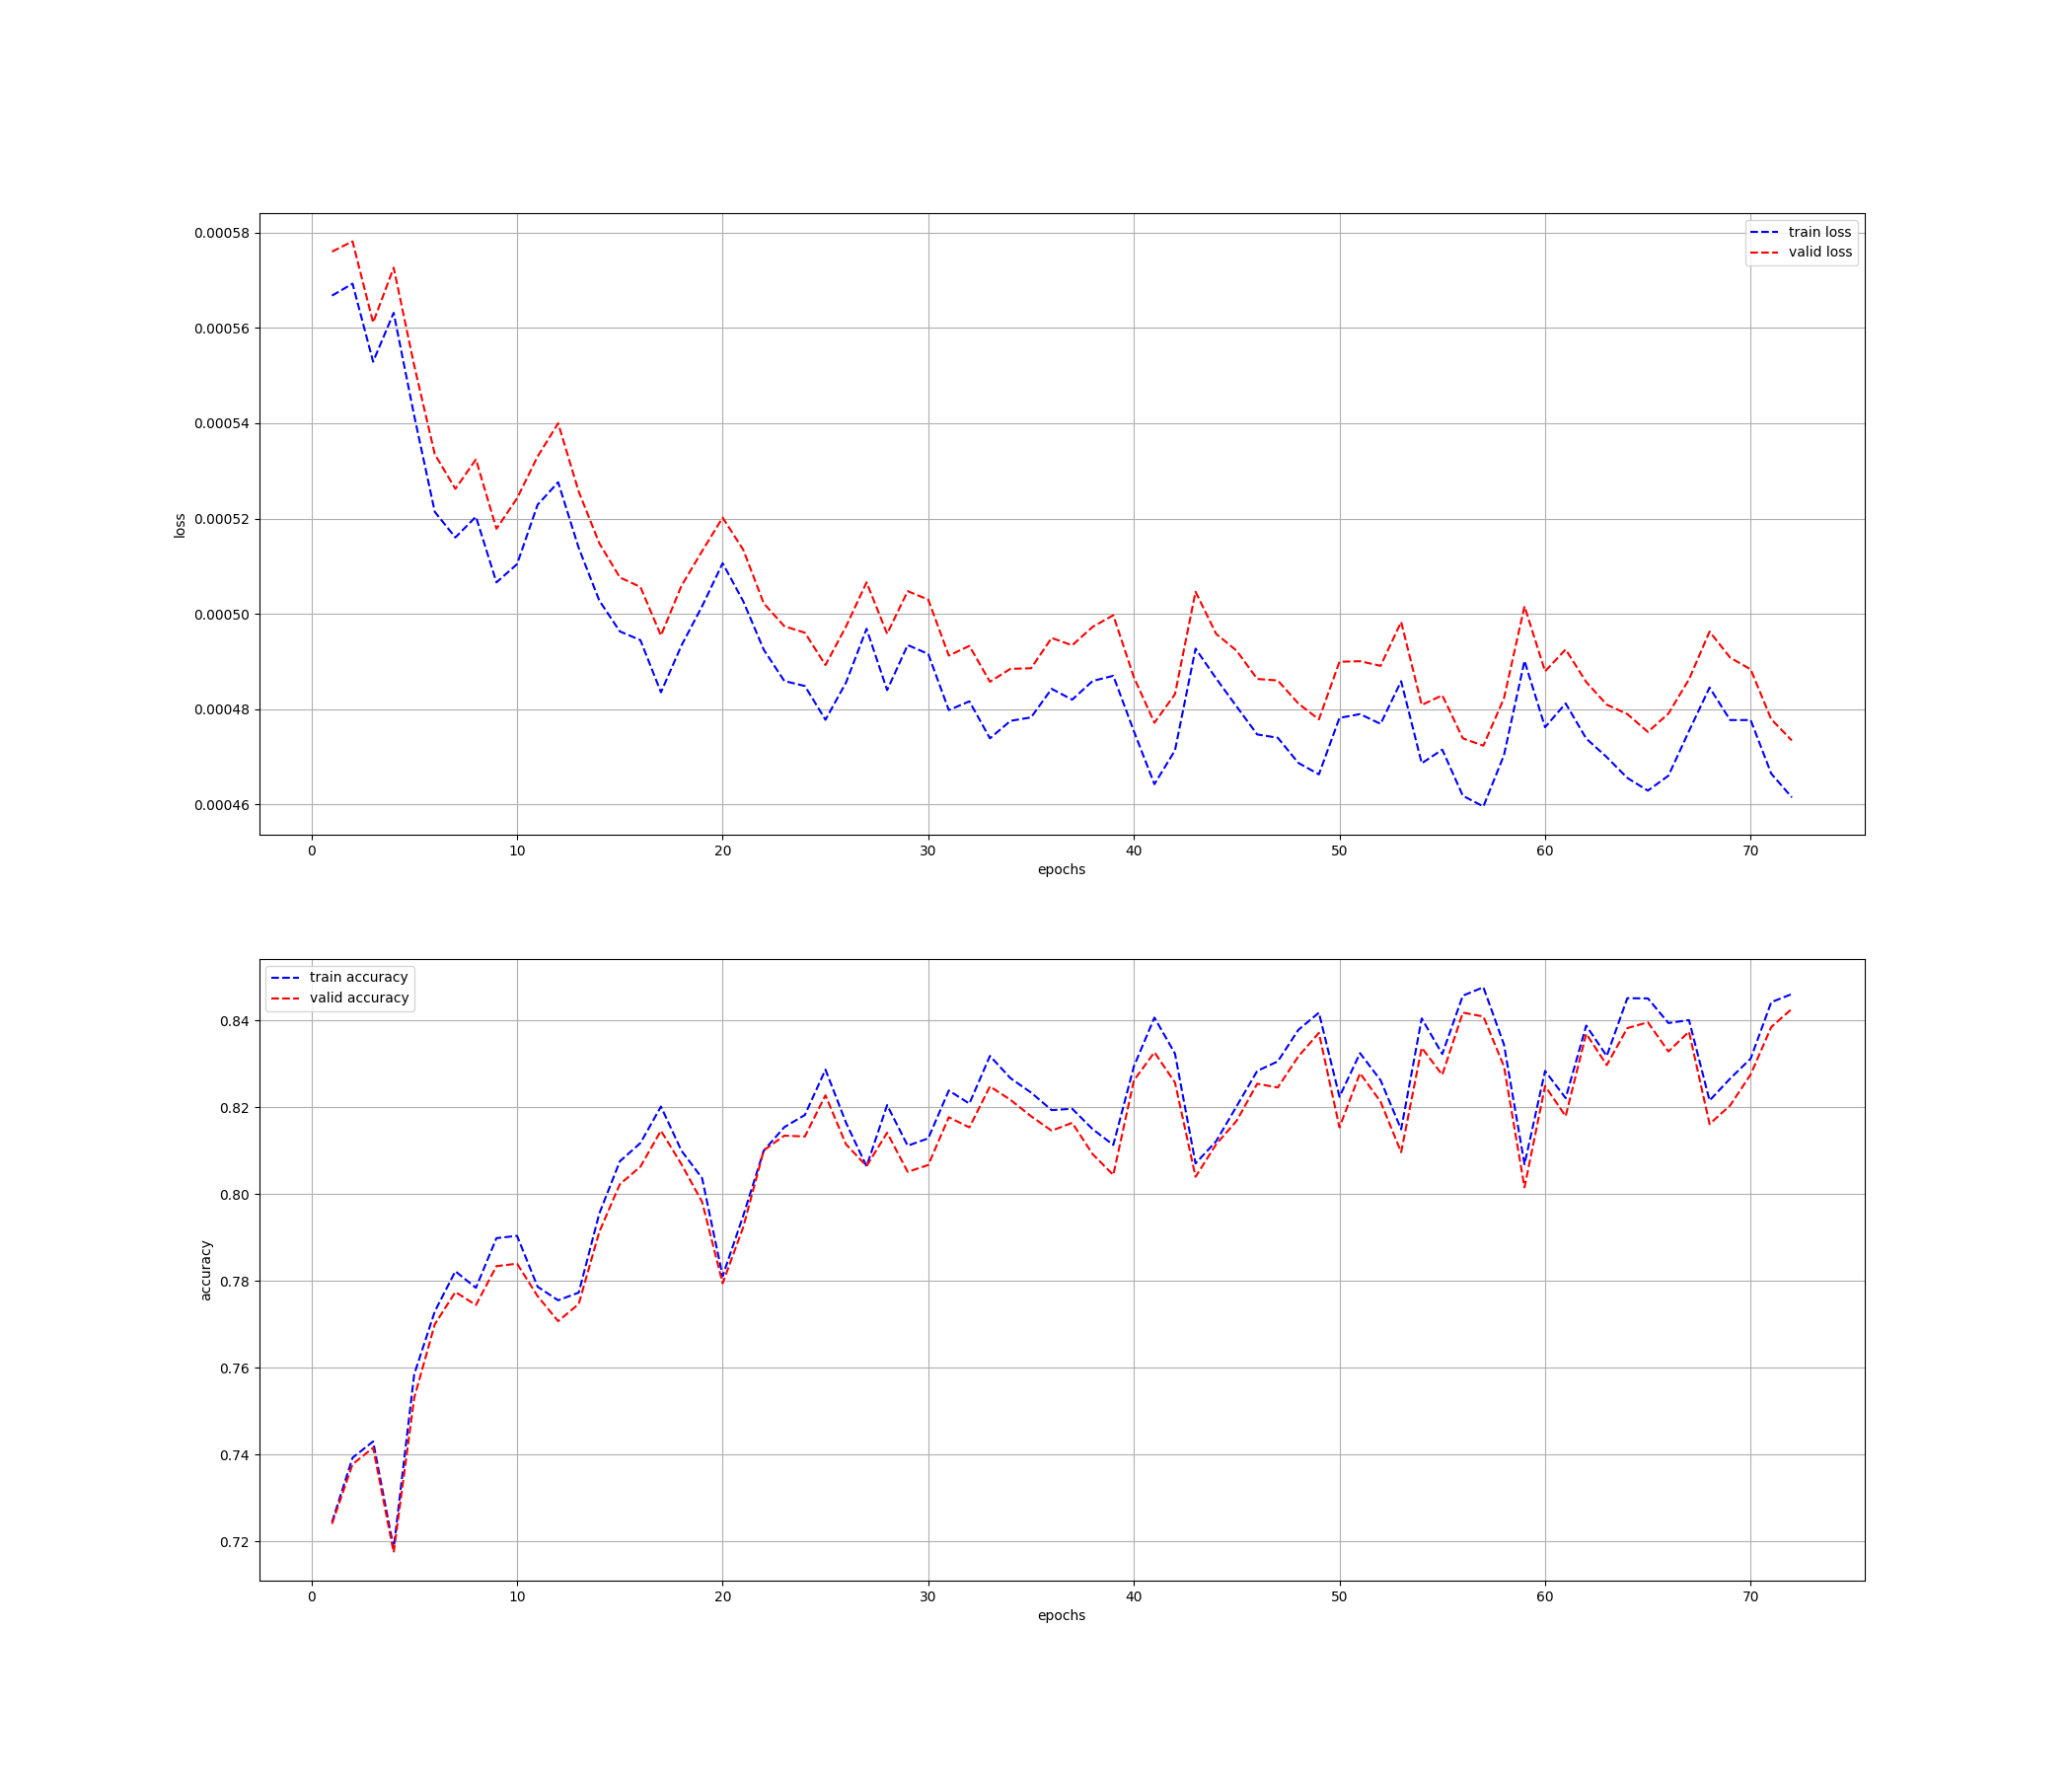 0.00058
0.00056
0.00054
0.00052
0.00050
0.00048
0.00046
loss
train loss
valid loss
0 10 20 30 40 50 60 70
epochs
train accuracy
valid accuracy
0.84
0.82
0.80
0.78
0.76
0.74
0.72
accuracy
0 10 20 30 40 50 60 70
epochs